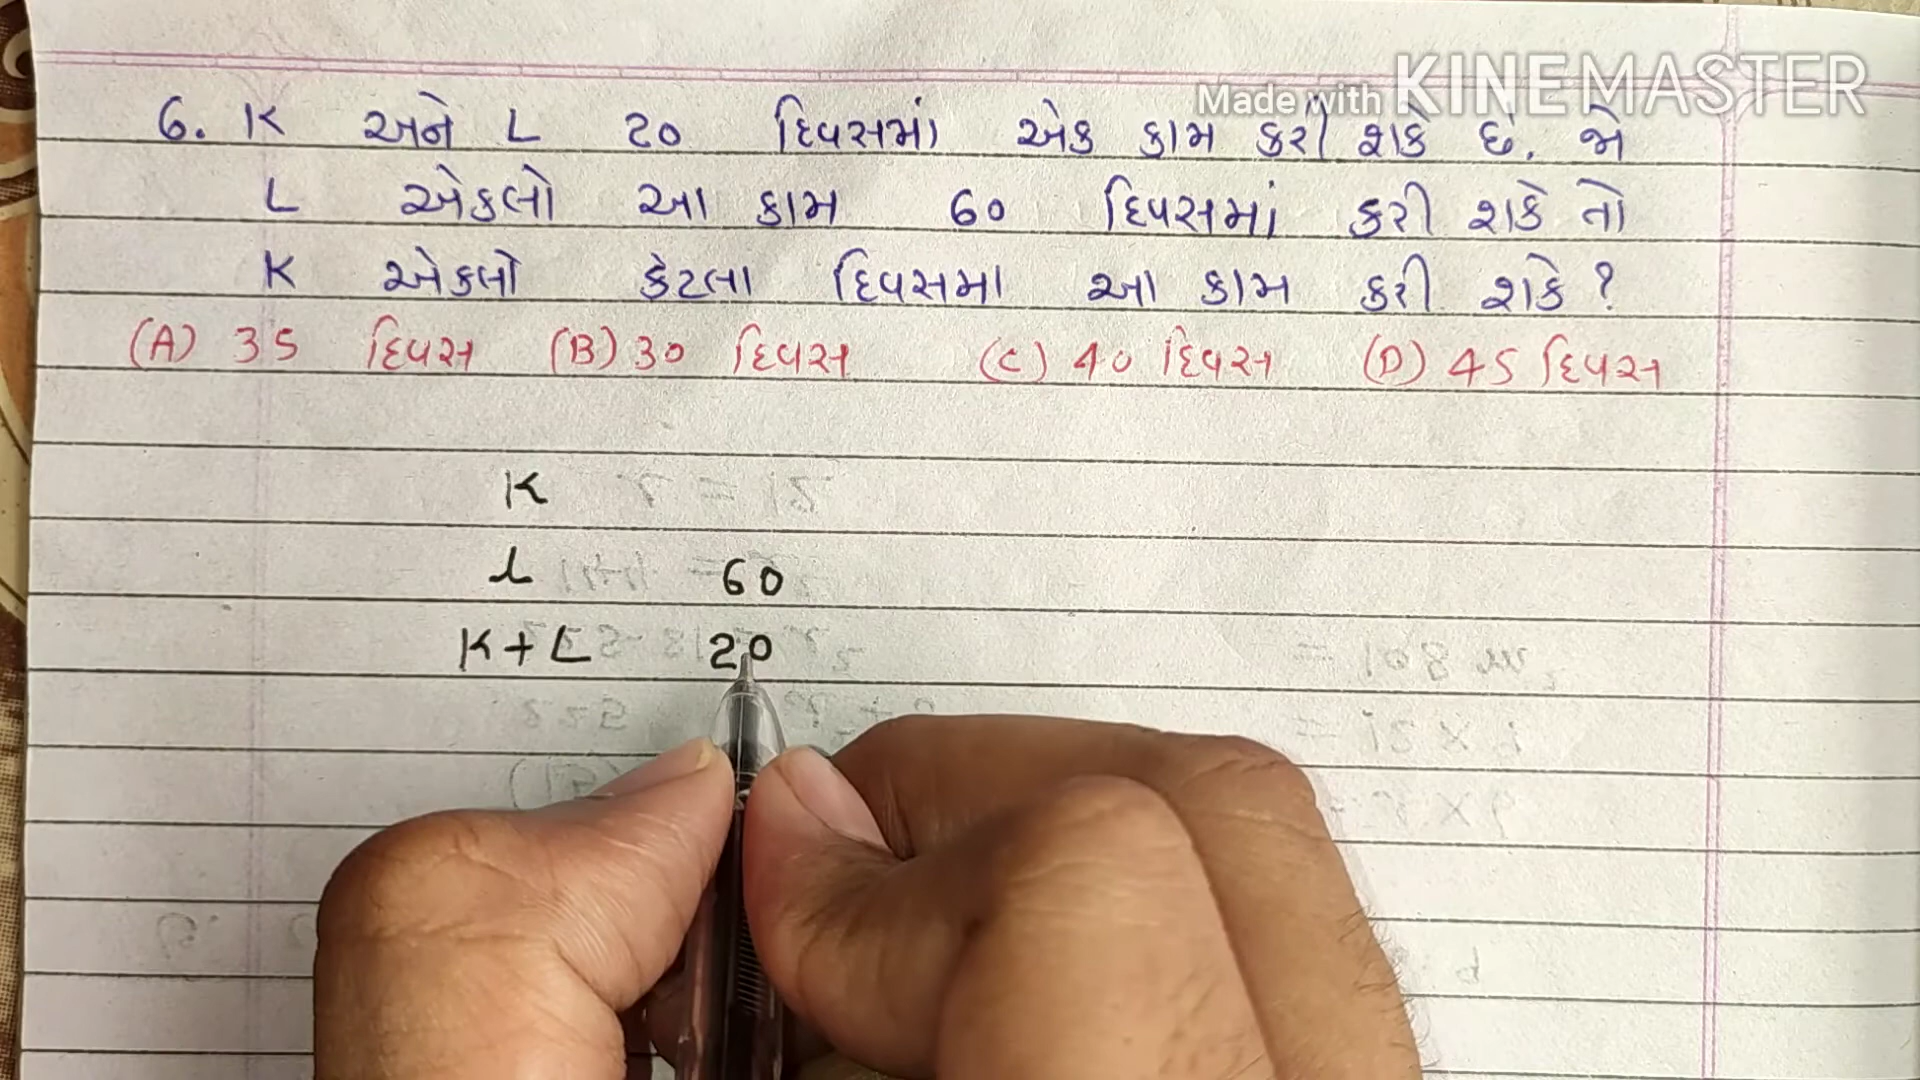 Made with KINEMASTER
6. K અને L 20 દિવસમાં એક કામ કરી શકે છે. જો
L એકલો આ કામ 60 દિવસમાં કરી શકે તો
K એકલો કેટલા દિવસમા આ કામ કરી શકે ?
(A) 35 દિવસ (B) 30 દિવસ (C) 40 દિવસ (D) 45 દિવસ
K
L 60
K+L 20